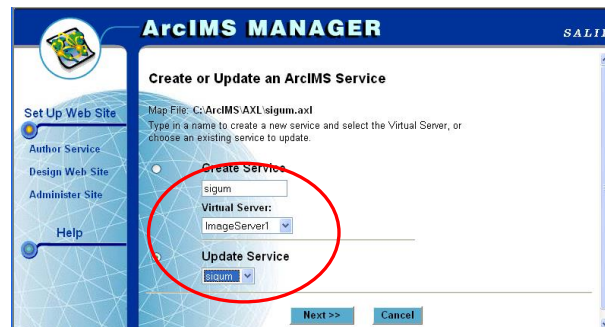 ArcIMS MANAGER
Create or Update an ArcIMS Service
Set Up Web Site
Author Service
Design Web Site
Administer Site
Help
Map File: C:\ArcIMS\AXL\sigum.axl
Type in a name to create a new service and select the Virtual Server, or
choose an existing service to update.
Create Service
sigum
Virtual Server:
ImageServer1
Update Service
sigum
Next >>
Cancel